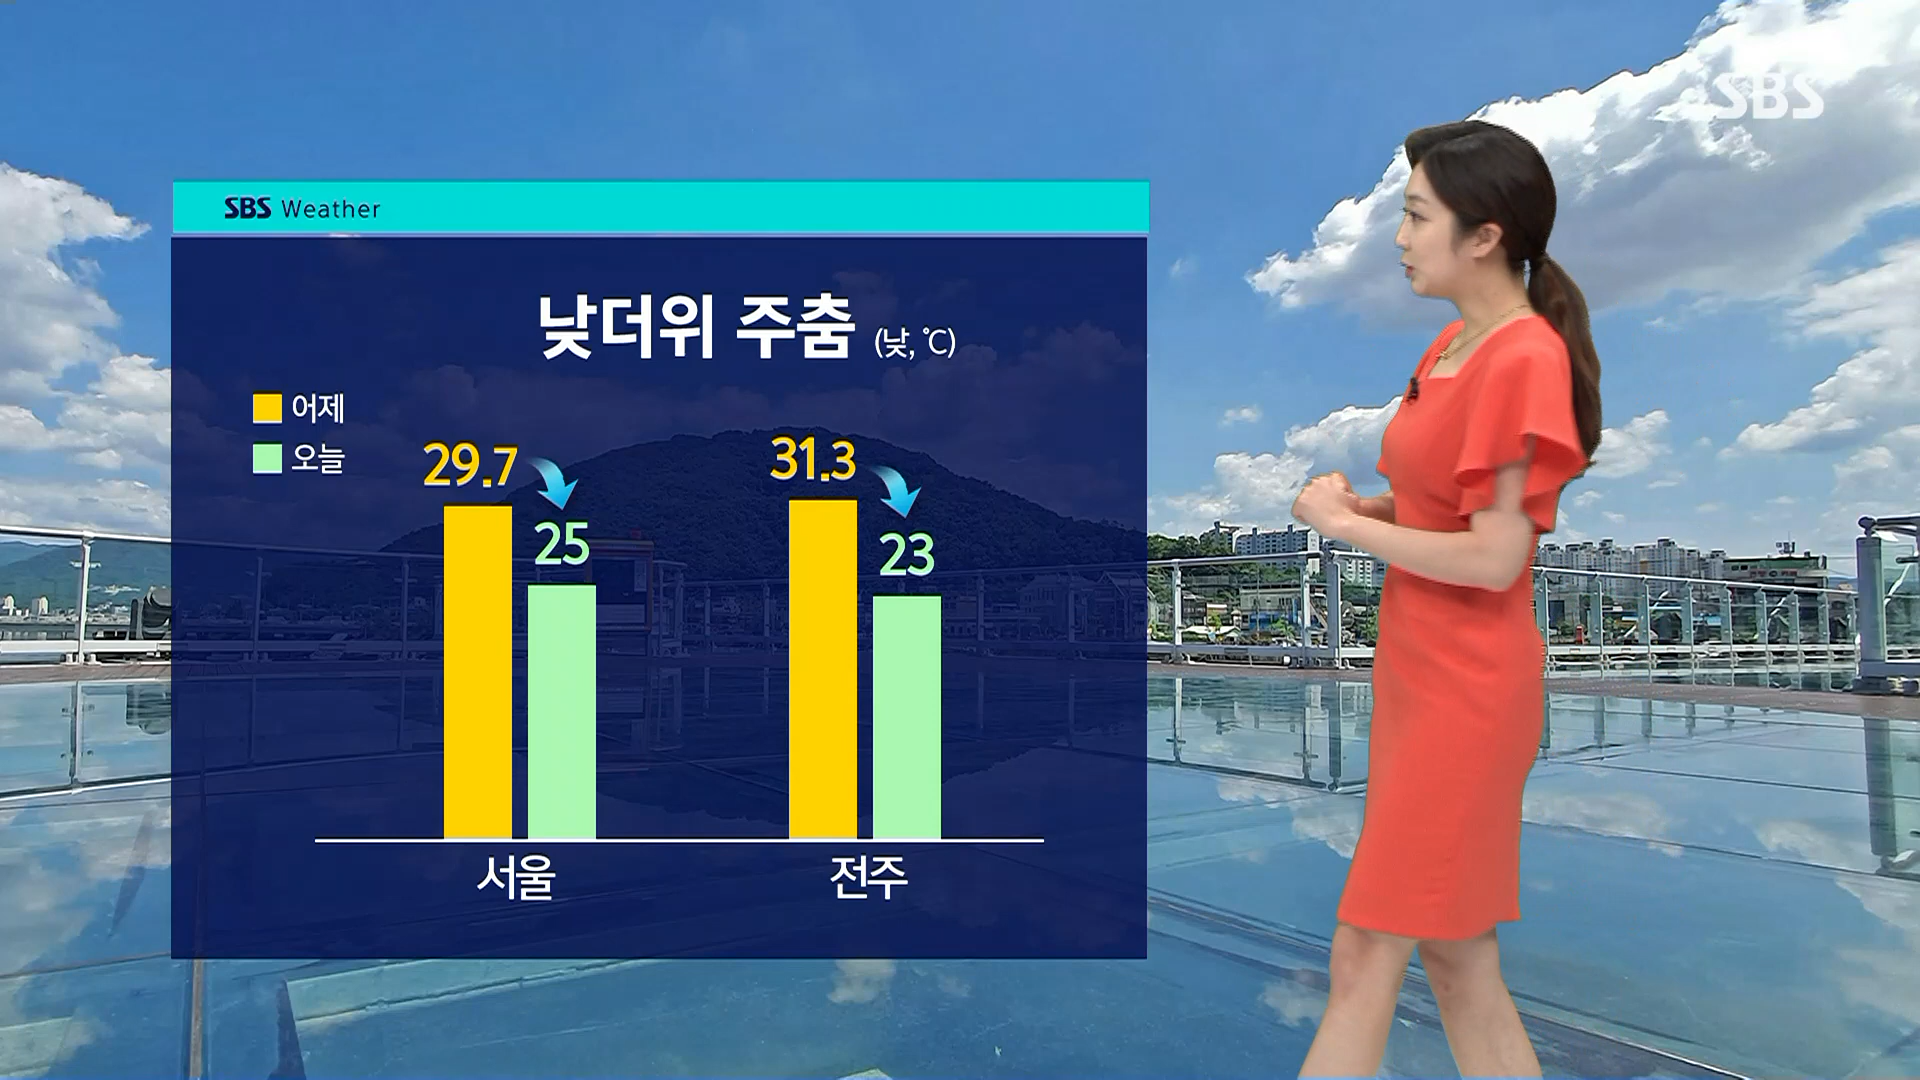 SBS
SBS Weather
낮더위 주춤 (낮, ℃)
어제
오늘
29.7
25
31.3
23
서울
전주